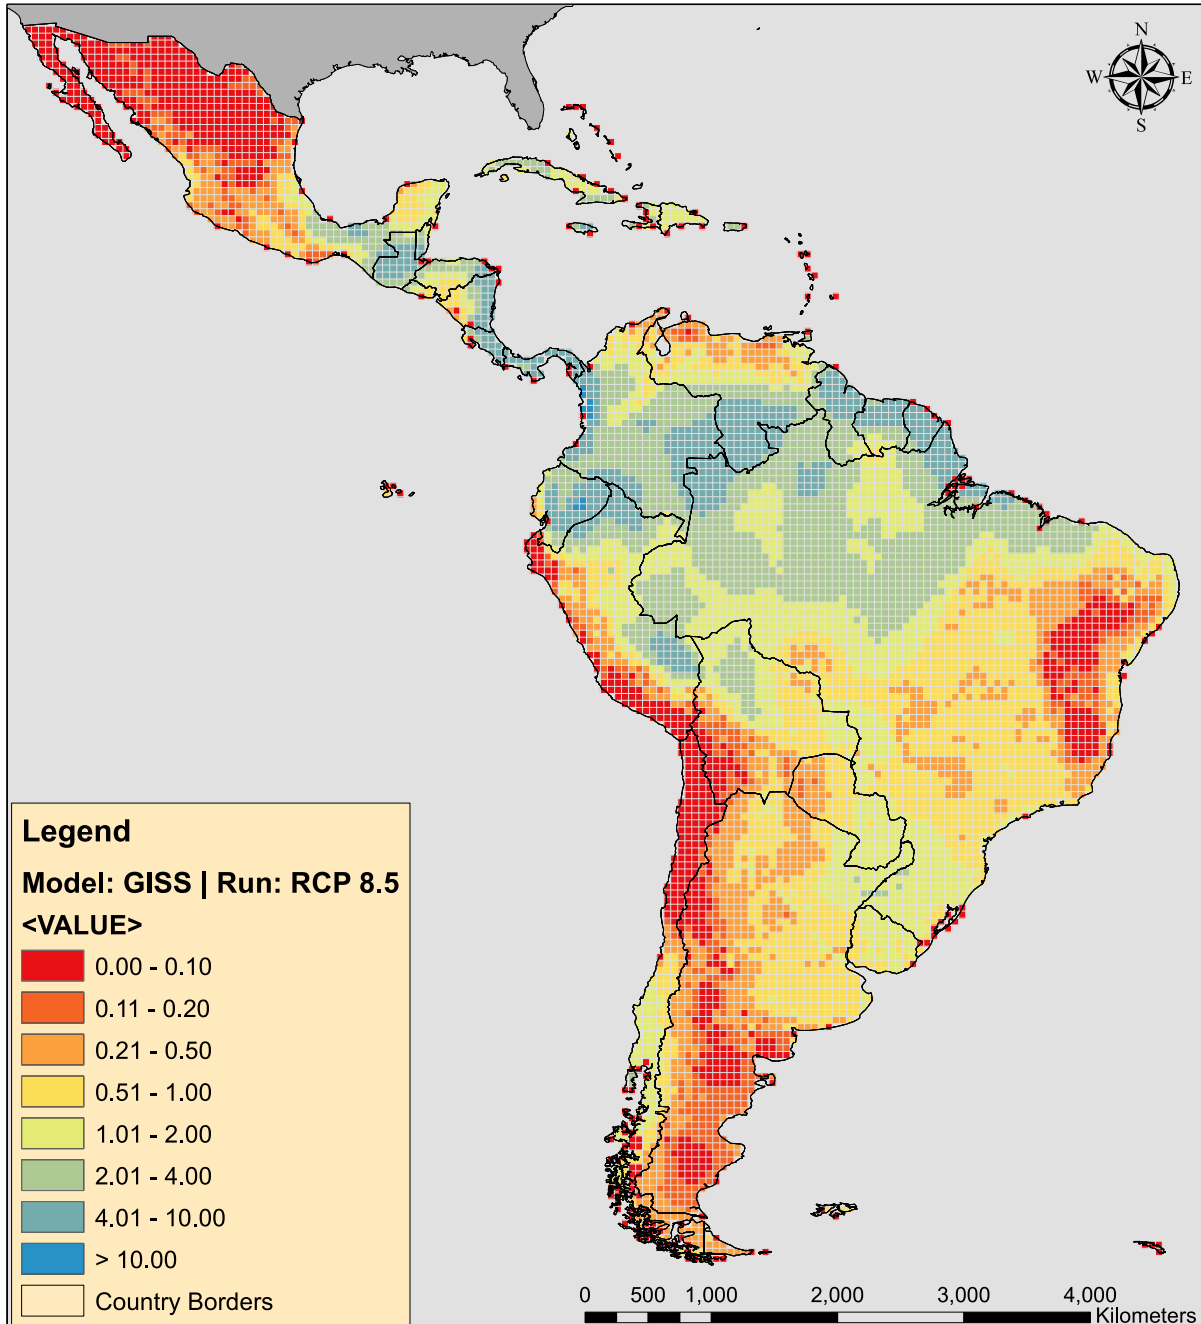 N
W E
S
Legend
Model: GISS | Run: RCP 8.5
<VALUE>
0.00 - 0.10
0.11 - 0.20
0.21 - 0.50
0.51 - 1.00
1.01 - 2.00
2.01 - 4.00
4.01 - 10.00
> 10.00
Country Borders
0 500 1,000 2,000 3,000 4,000
Kilometers